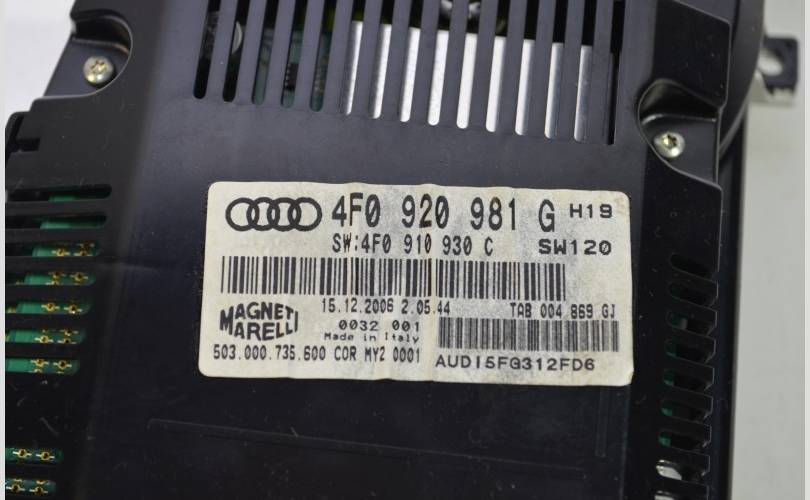 4F0 920 981 G H19
SW:4F0 910 930 C SW120
15.12.2006 2.05.44 TAB 004 869 GJ
MAGNETI MARELLI
0032 001
Made in Italy
503.000.735.600 COR MY2 0001
AUDI5FG312FD6